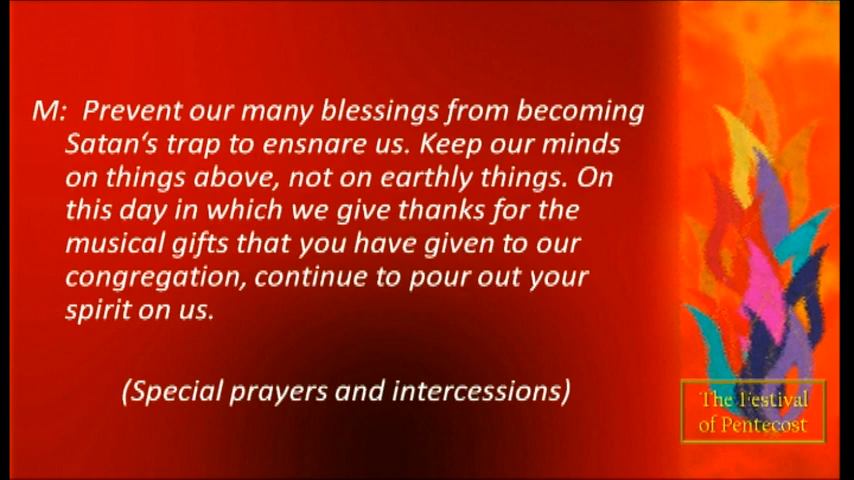 M:  Prevent our many blessings from becoming
Satan‘s trap to ensnare us. Keep our minds
on things above, not on earthly things. On
this day in which we give thanks for the
musical gifts that you have given to our
congregation, continue to pour out your
spirit on us.
(Special prayers and intercessions)
The Festival
of Pentecost